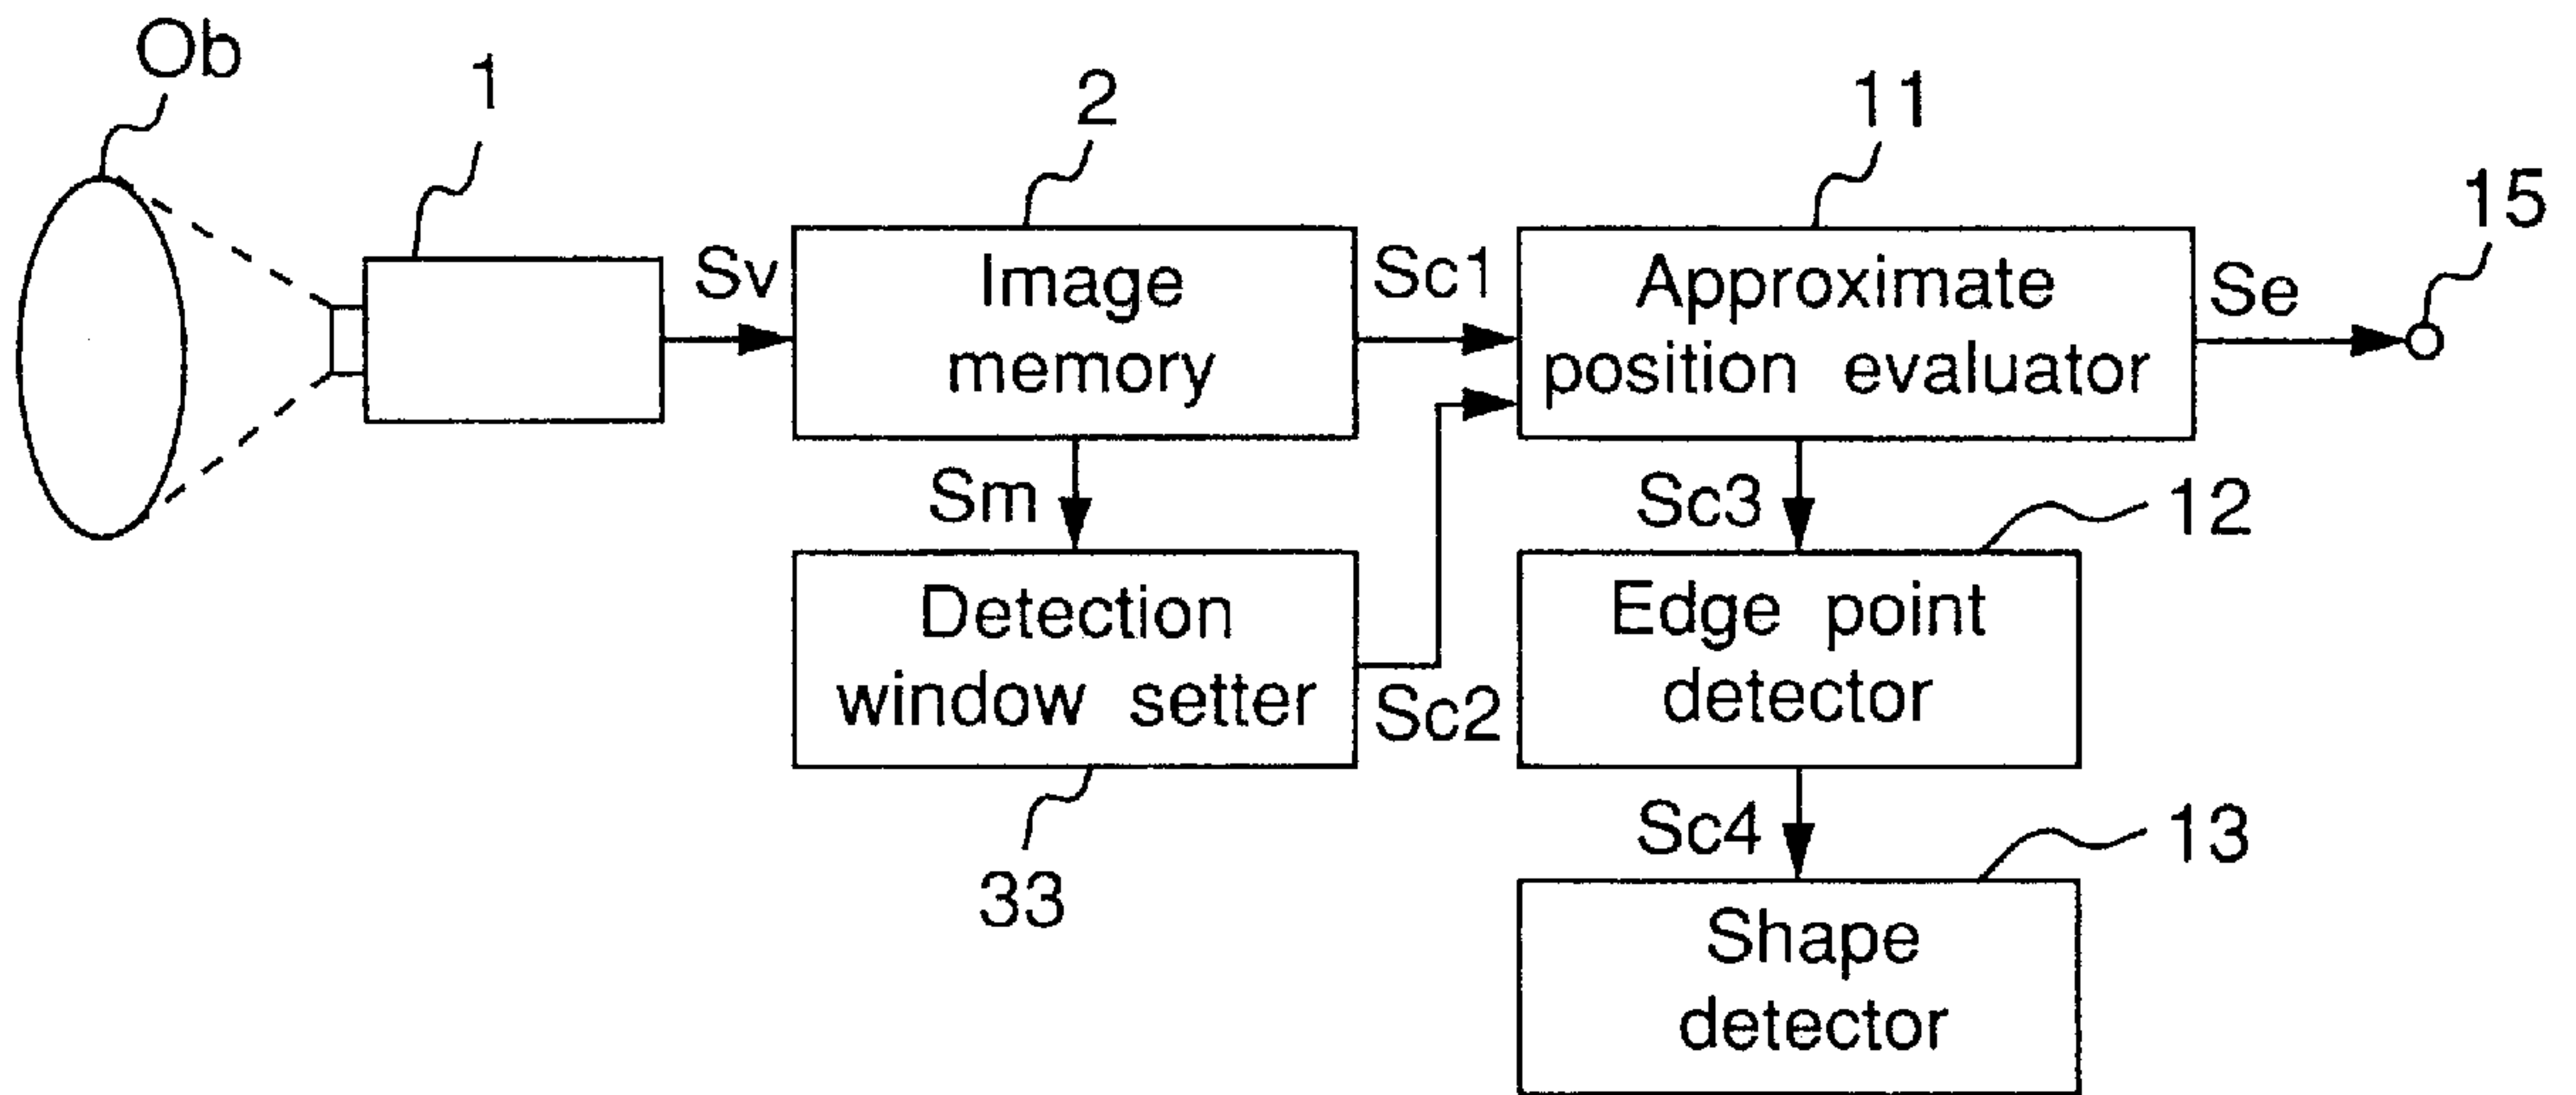 Ob
1
2
11
15
Sv
Image
memory
Sc1
Approximate
position evaluator
Se
Sm
Sc3
12
Detection
window setter
Sc2
Edge point
detector
33
Sc4
13
Shape
detector